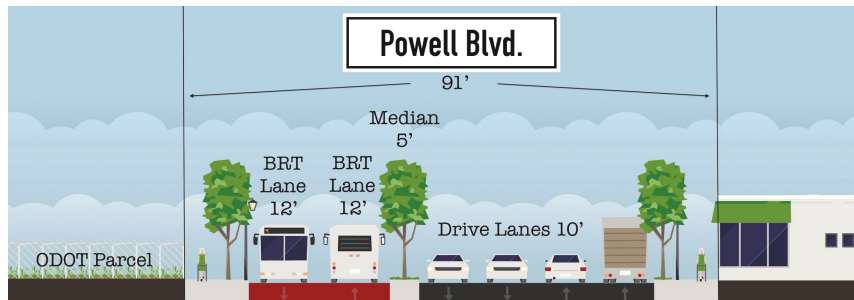 Powell Blvd.
91’
Median
5’
BRT
Lane
12’
BRT
Lane
12’
Drive Lanes 10’
ODOT Parcel